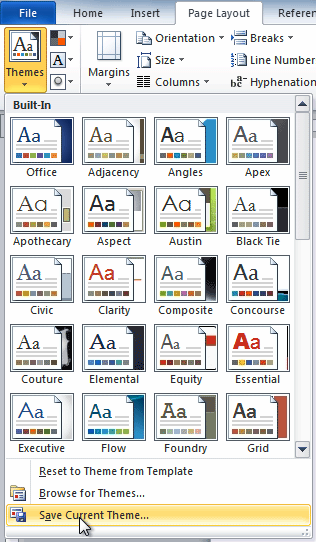 File Home Insert Page Layout Referen
Aa A Orientation Breaks
Themes Margins Size Line Number
A Columns Hyphenation
Built-In
Aa Aa Aa Aa
Office Adjacency Angles Apex
Aa Aa Aa Aa
Apothecary Aspect Austin Black Tie
Aa Aa Aa Aa
Civic Clarity Composite Concourse
Aa Aa Aa Aa
Couture Elemental Equity Essential
Aa Aa Aa Aa
Executive Flow Foundry Grid
Reset to Theme from Template
Browse for Themes...
Save Current Theme...